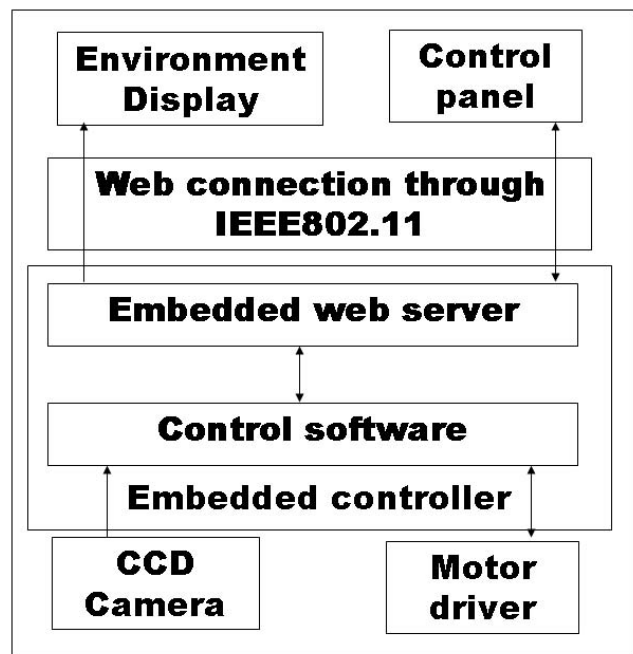 Environment
Display
Control
panel
Web connection through
IEEE802.11
Embedded web server
Control software
Embedded controller
CCD
Camera
Motor
driver